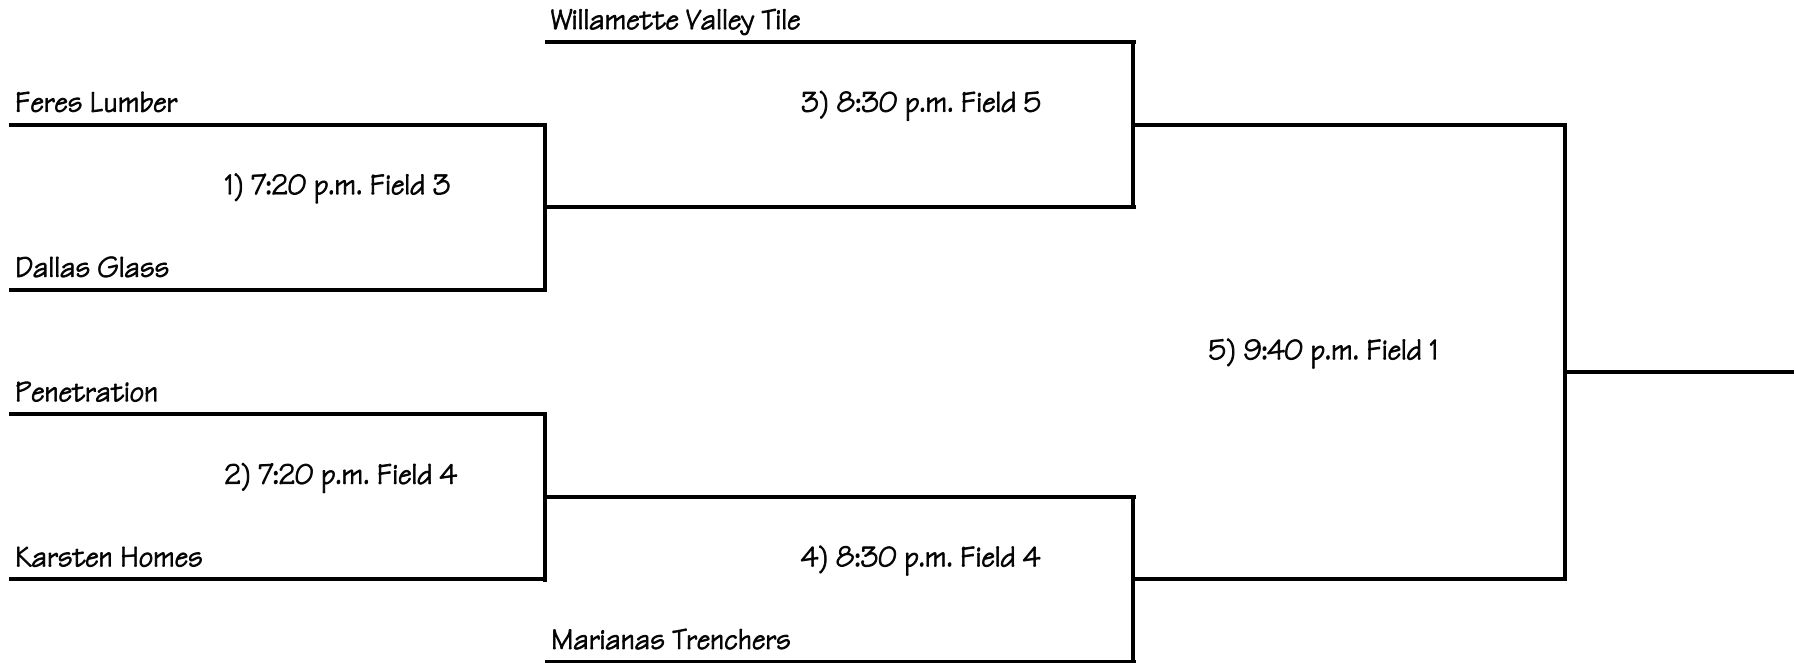 Willamette Valley Tile
Feres Lumber
3) 8:30 p.m. Field 5
1) 7:20 p.m. Field 3
Dallas Glass
5) 9:40 p.m. Field 1
Penetration
2) 7:20 p.m. Field 4
Karsten Homes
4) 8:30 p.m. Field 4
Marianas Trenchers